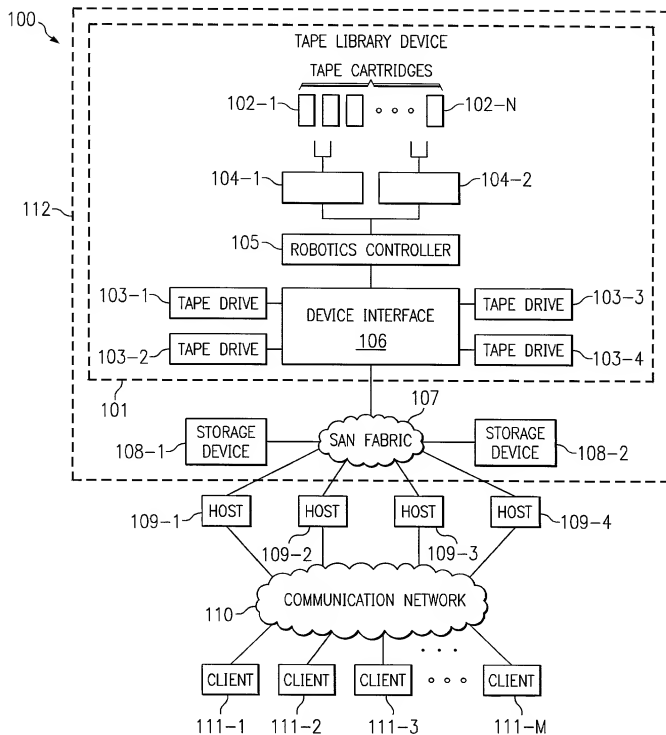 100
TAPE LIBRARY DEVICE
TAPE CARTRIDGES
102-1
102-N
104-1
104-2
112
105
ROBOTICS CONTROLLER
103-1
TAPE DRIVE
DEVICE INTERFACE
106
TAPE DRIVE
103-3
103-2
TAPE DRIVE
TAPE DRIVE
103-4
101
107
108-1
STORAGE
DEVICE
SAN FABRIC
STORAGE
DEVICE
108-2
109-1
HOST
HOST
HOST
HOST
109-4
109-2
109-3
110
COMMUNICATION NETWORK
CLIENT
CLIENT
CLIENT
CLIENT
111-1
111-2
111-3
111-M